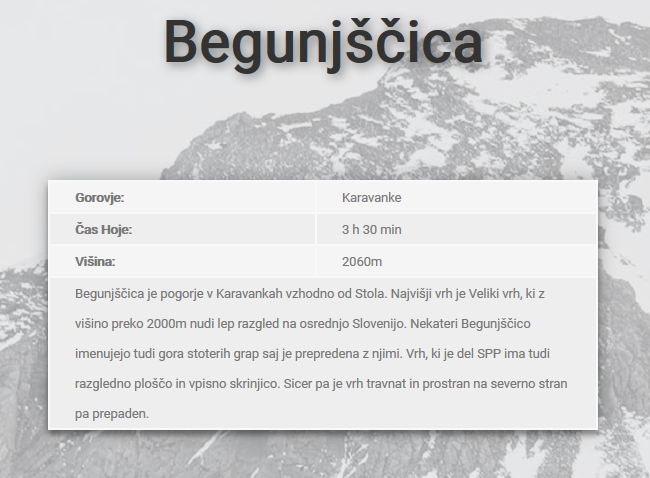 Begunjščica
Gorovje: Karavanke
Čas Hoje: 3 h 30 min
Višina: 2060m
Begunjščica je pogorje v Karavankah vzhodno od Stola. Najvišji vrh je Veliki vrh, ki z
višino preko 2000m nudi lep razgled na osrednjo Slovenijo. Nekateri Begunjščico
imenujejo tudi gora stoterih grap saj je prepredena z njimi. Vrh, ki je del SPP ima tudi
razgledno ploščo in vpisno skrinjico. Sicer pa je vrh travnat in prostran na severno stran
pa prepaden.